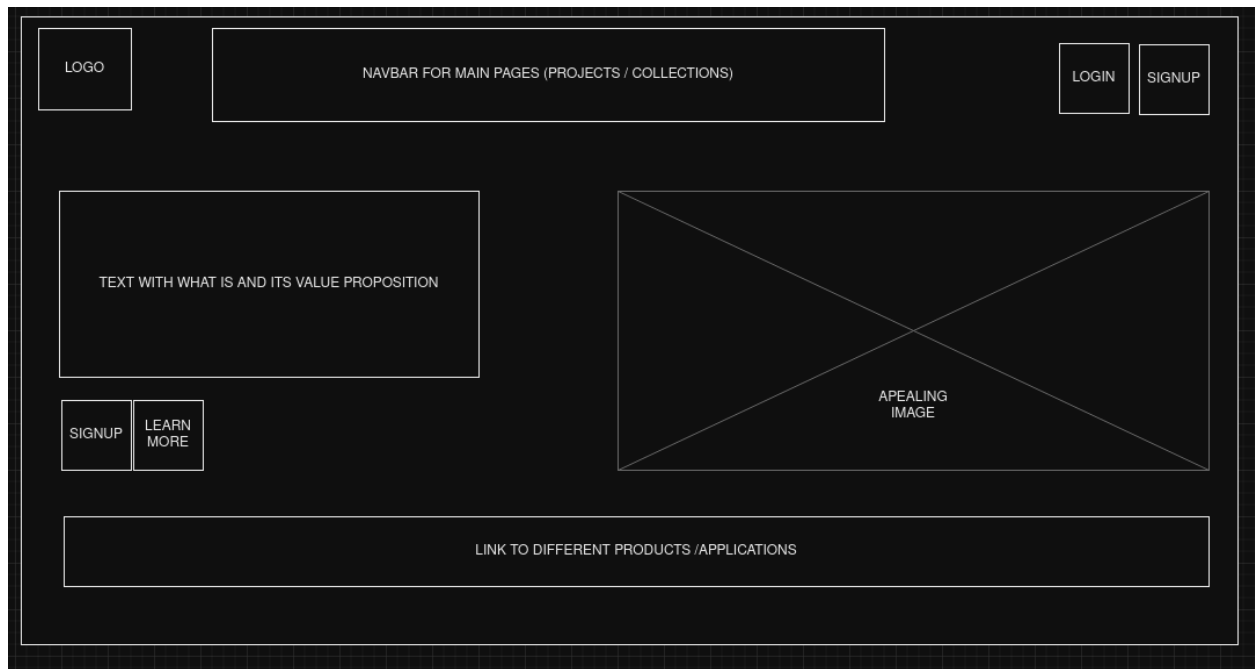 LOGO
NAVBAR FOR MAIN PAGES (PROJECTS / COLLECTIONS)
LOGIN
SIGNUP
TEXT WITH WHAT IS AND ITS VALUE PROPOSITION
APEALING
IMAGE
SIGNUP
LEARN
MORE
LINK TO DIFFERENT PRODUCTS /APPLICATIONS